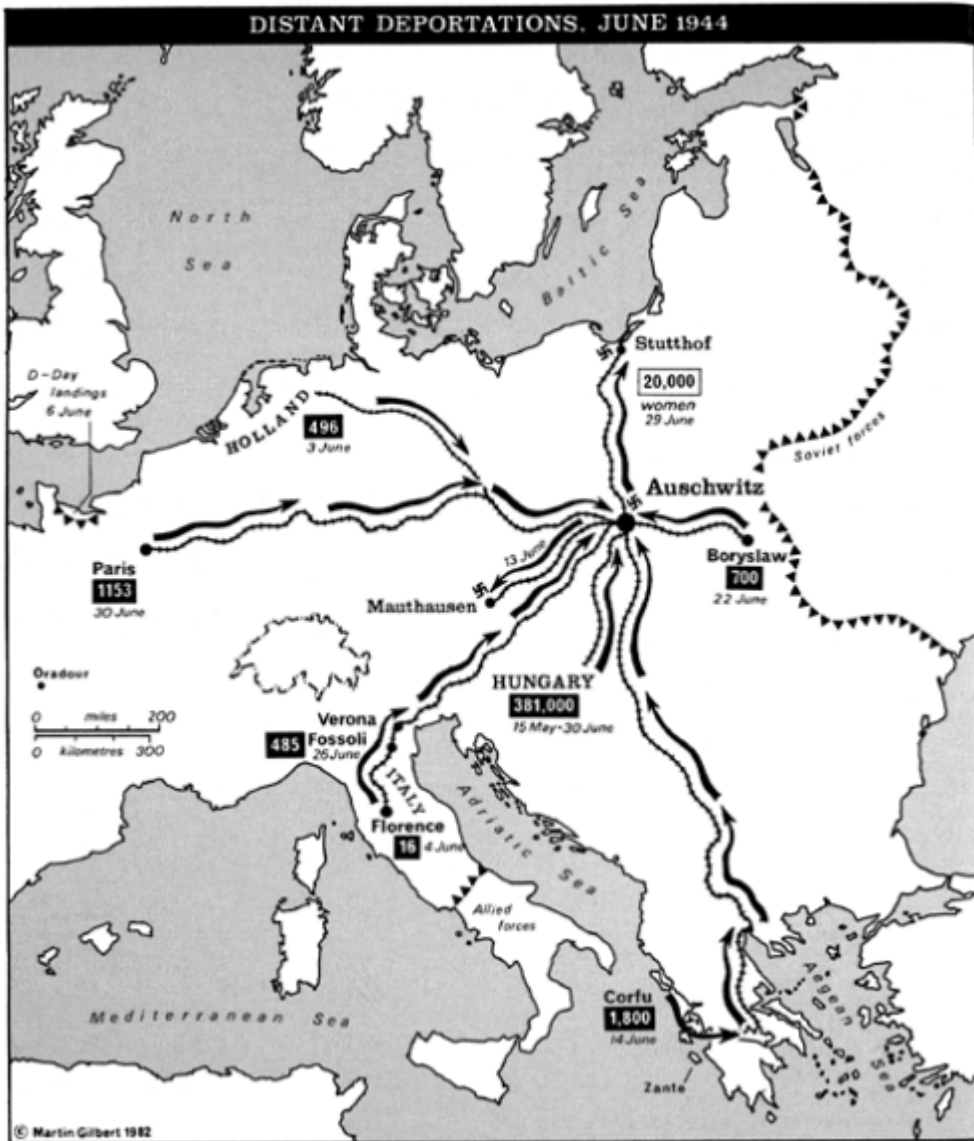 DISTANT DEPORTATIONS, JUNE 1944
North
Sea
Baltic Sea
D-Day
landings
6 June
HOLLAND
496
3 June
Stutthof
20,000
women
29 June
Soviet forces
Auschwitz
Paris
1153
30 June
13 June
Mauthausen
Boryslaw
700
22 June
Oradour
0 miles 200
0 kilometres 300
HUNGARY
381,000
15 May-30 June
Verona
485 Fossoli
26 June
ITALY
Florence
16 4 June
Adriatic Sea
Allied
forces
Mediterranean Sea
Corfu
1,800
14 June
Zante
Aegean Sea
© Martin Gilbert 1982